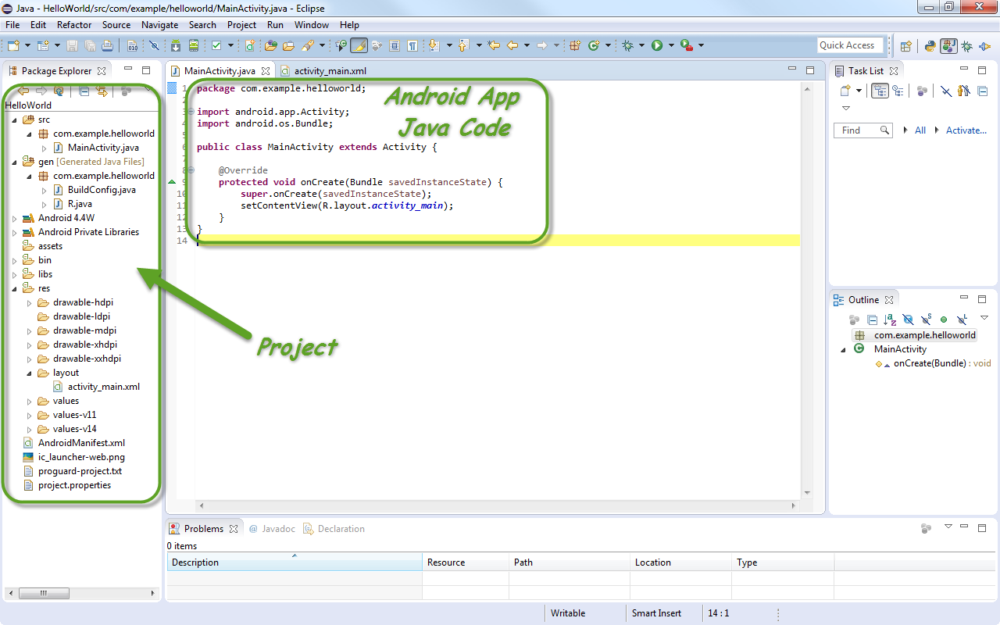 Java - HelloWorld/src/com/example/helloworld/MainActivity.java - Eclipse
File Edit Refactor Source Navigate Search Project Run Window Help
Quick Access
Package Explorer
HelloWorld
src
com.example.helloworld
MainActivity.java
gen [Generated Java Files]
com.example.helloworld
BuildConfig.java
R.java
Android 4.4W
Android Private Libraries
assets
bin
libs
res
drawable-hdpi
drawable-ldpi
drawable-mdpi
drawable-xhdpi
drawable-xxhdpi
layout
activity_main.xml
values
values-v11
values-v14
AndroidManifest.xml
ic_launcher-web.png
proguard-project.txt
project.properties
MainActivity.java activity_main.xml
1 package com.example.helloworld;
import android.app.Activity;
import android.os.Bundle;
public class MainActivity extends Activity {
8 @Override
9 protected void onCreate(Bundle savedInstanceState) {
10 super.onCreate(savedInstanceState);
11 setContentView(R.layout.activity_main);
12 }
13 }
14
Android App
Java Code
Project
Task List
Find All Activate...
Outline
com.example.helloworld
MainActivity
onCreate(Bundle) : void
Problems @ Javadoc Declaration
0 items
Description Resource Path Location Type
Writable Smart Insert 14 : 1